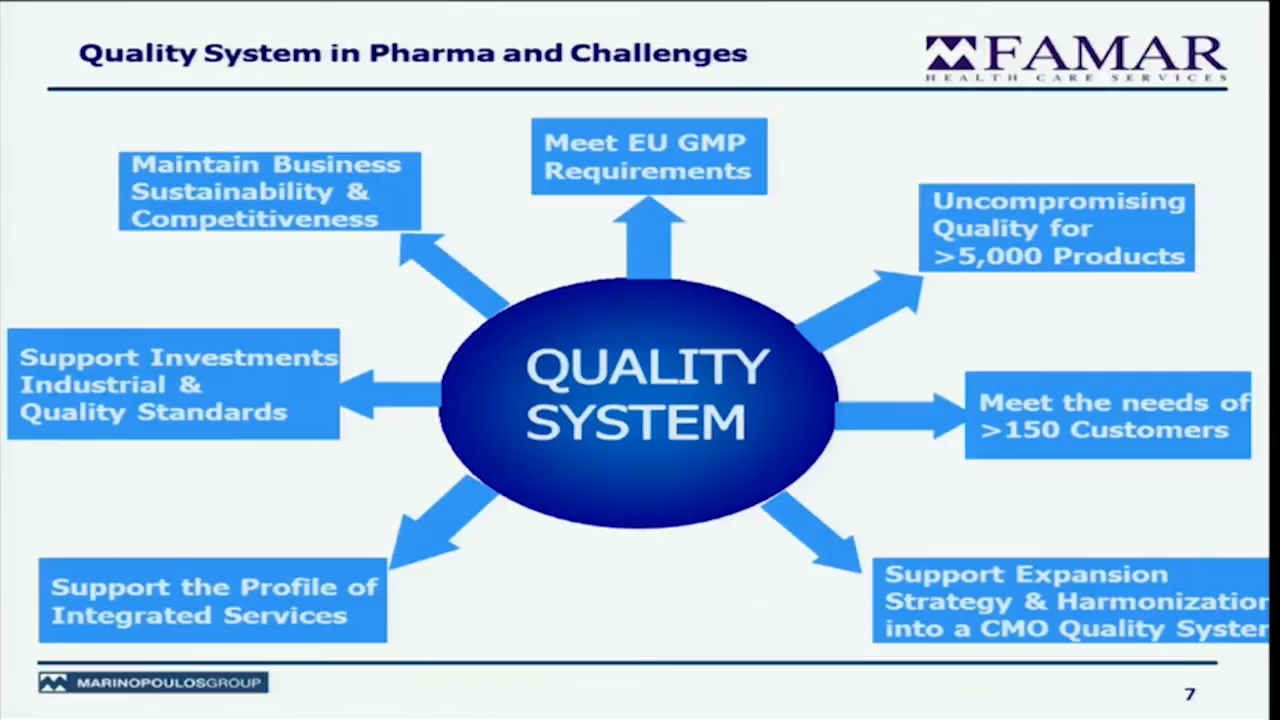 Quality System in Pharma and Challenges
FAMAR
HEALTH CARE SERVICES
Meet EU GMP
Requirements
Maintain Business
Sustainability &
Competitiveness
Uncompromising
Quality for
>5,000 Products
Support Investments
Industrial &
Quality Standards
QUALITY
SYSTEM
Meet the needs of
>150 Customers
Support the Profile of
Integrated Services
Support Expansion
Strategy & Harmonization
into a CMO Quality System
MARINOPOULOSGROUP
7